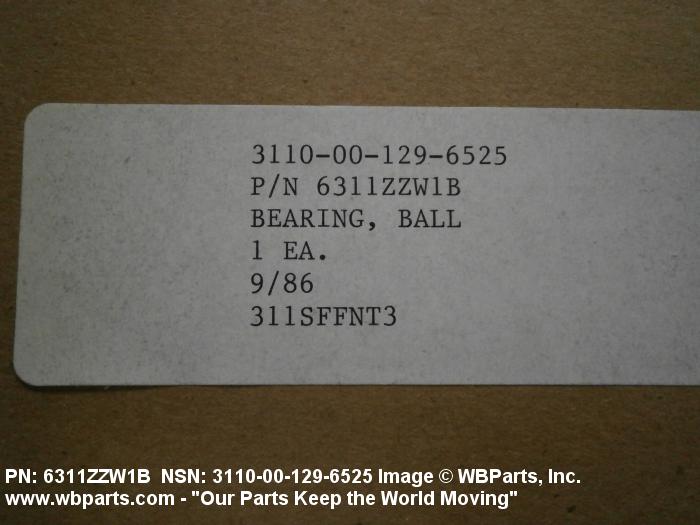 3110-00-129-6525
P/N 6311ZZW1B
BEARING, BALL
1 EA.
9/86
311SFFNT3
PN: 6311ZZW1B NSN: 3110-00-129-6525 Image © WBParts, Inc.
www.wbparts.com - "Our Parts Keep the World Moving"